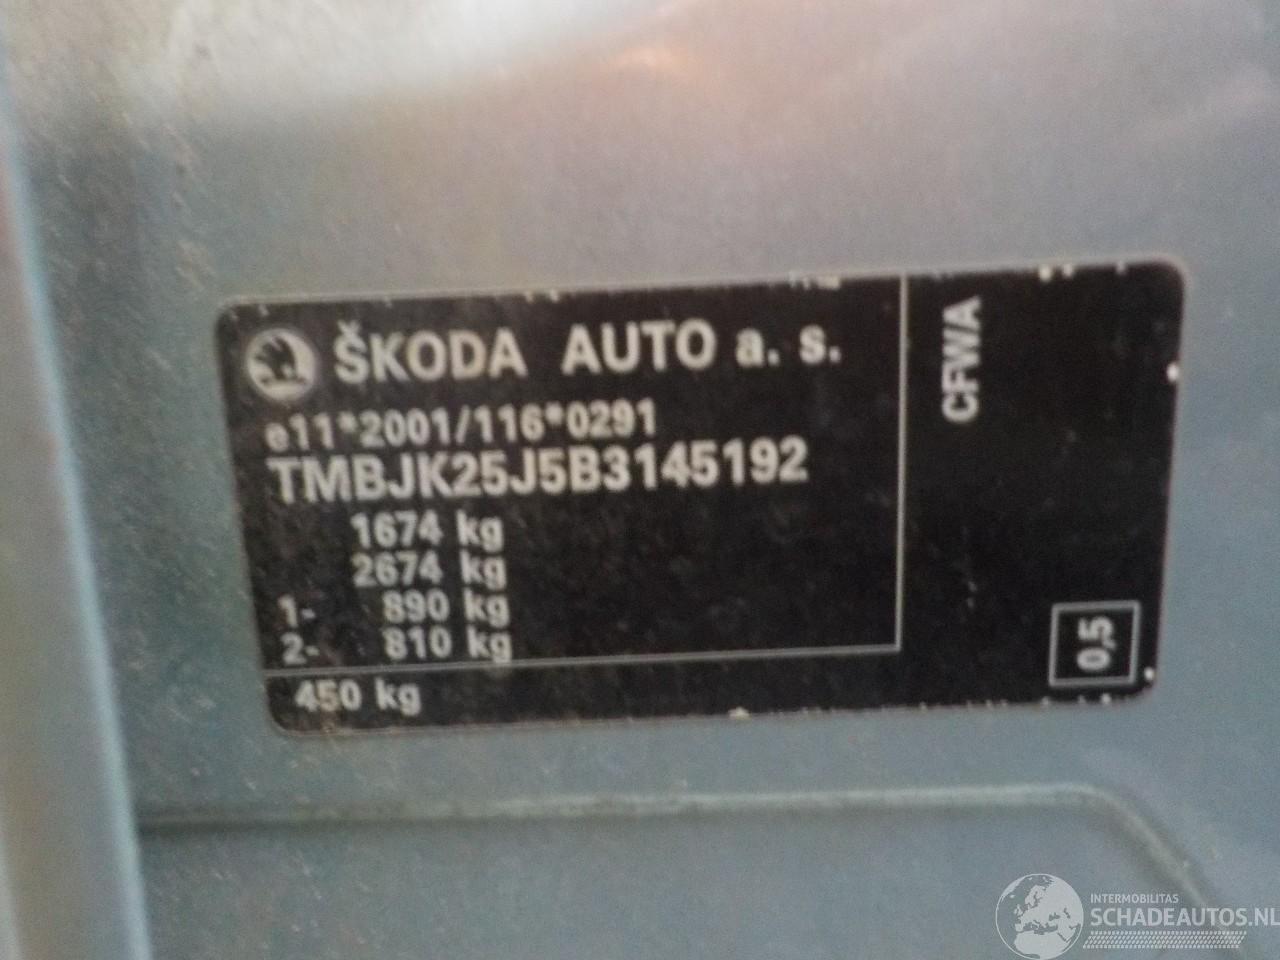 ŠKODA AUTO a. s.
e11*2001/116*0291
TMBJK25J5B3145192
1674 kg
2674 kg
1- 890 kg
2- 810 kg
450 kg
CFWA
0,5
INTERMOBILITAS
SCHADEAUTOS.NL